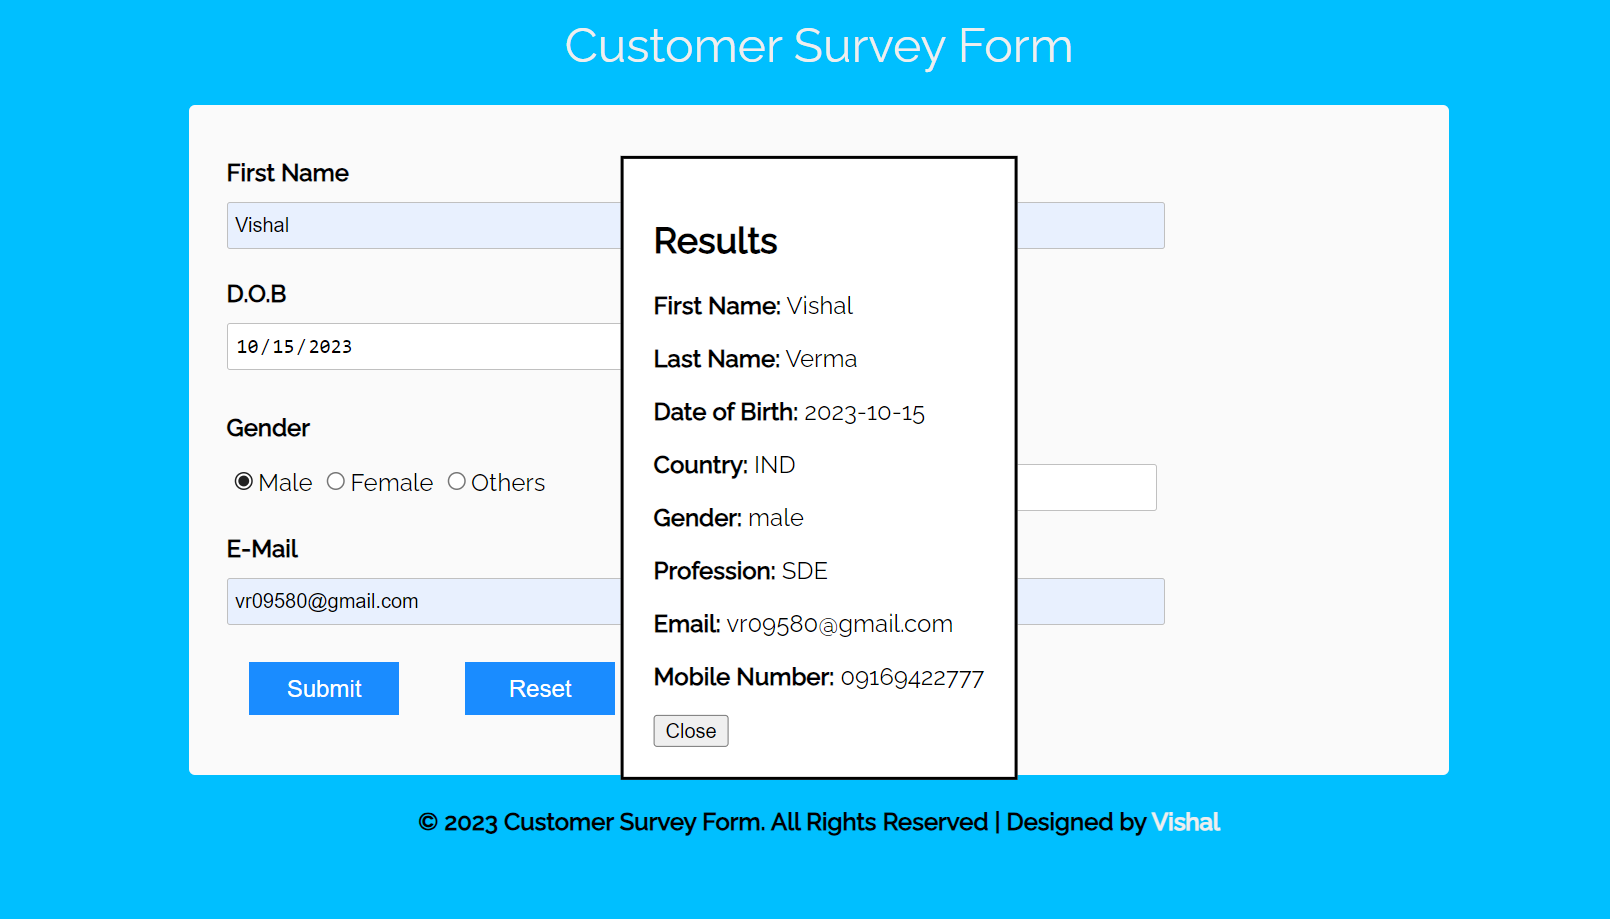 Customer Survey Form
First Name
Vishal
D.O.B
10/15/2023
Gender
Male Female Others
E-Mail
vr09580@gmail.com
Submit Reset
Results
First Name: Vishal
Last Name: Verma
Date of Birth: 2023-10-15
Country: IND
Gender: male
Profession: SDE
Email: vr09580@gmail.com
Mobile Number: 09169422777
Close
© 2023 Customer Survey Form. All Rights Reserved | Designed by Vishal